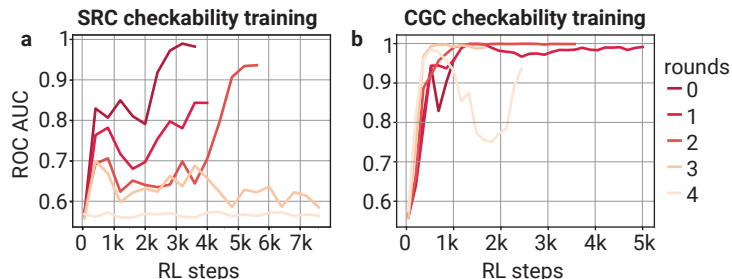 SRC checkability training
CGC checkability training
a
b
ROC AUC
1
0.9
0.8
0.7
0.6
0 1k 2k 3k 4k 5k 6k 7k
RL steps
1
0.9
0.8
0.7
0.6
0 1k 2k 3k 4k 5k
RL steps
rounds
0
1
2
3
4